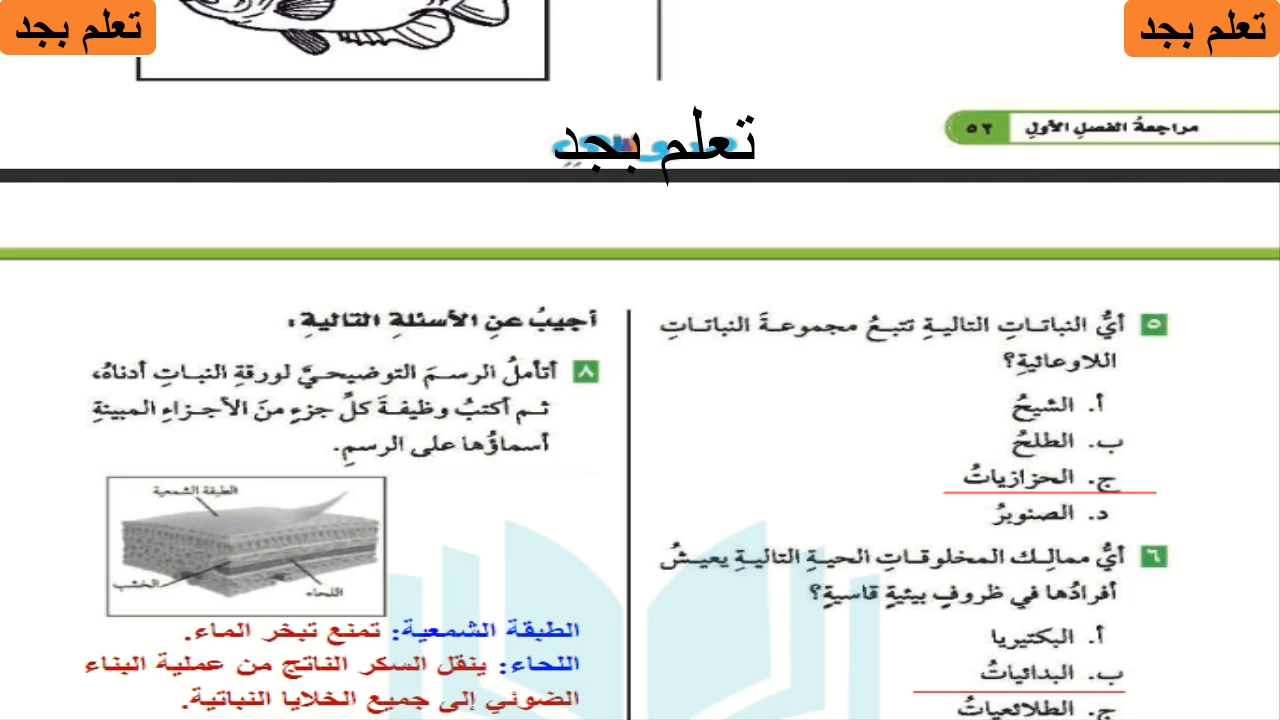 تعلم بجد
تعلم بجد
مراجعةُ الفصلِ الأولِ ٥٢
تعلم بجد
٥ أيُّ النباتاتِ التاليةِ تتبعُ مجموعةَ النباتاتِ
اللاوعائيةِ؟
أ. الشيحُ
ب. الطلحُ
ج. الحزازياتُ
د. الصنوبرُ
٦ أيُّ ممالِك المخلوقاتِ الحيةِ التاليةِ يعيشُ
أفرادُها في ظروفٍ بيئيةٍ قاسيةٍ؟
أ. البكتيريا
ب. البدائياتُ
ج. الطلائعياتُ
أجيبُ عنِ الأسئلةِ التاليةِ:
٨ أتأملُ الرسمَ التوضيحيَّ لورقةِ النباتِ أدناهُ،
ثم أكتبُ وظيفةَ كلِّ جزءٍ منَ الأجزاءِ المبينةِ
أسماؤُها على الرسمِ.
الطبقة الشمعية
الخشب
اللحاء
الطبقة الشمعية: تمنع تبخر الماء.
اللحاء: ينقل السكر الناتج من عملية البناء
الضوئي إلى جميع الخلايا النباتية.